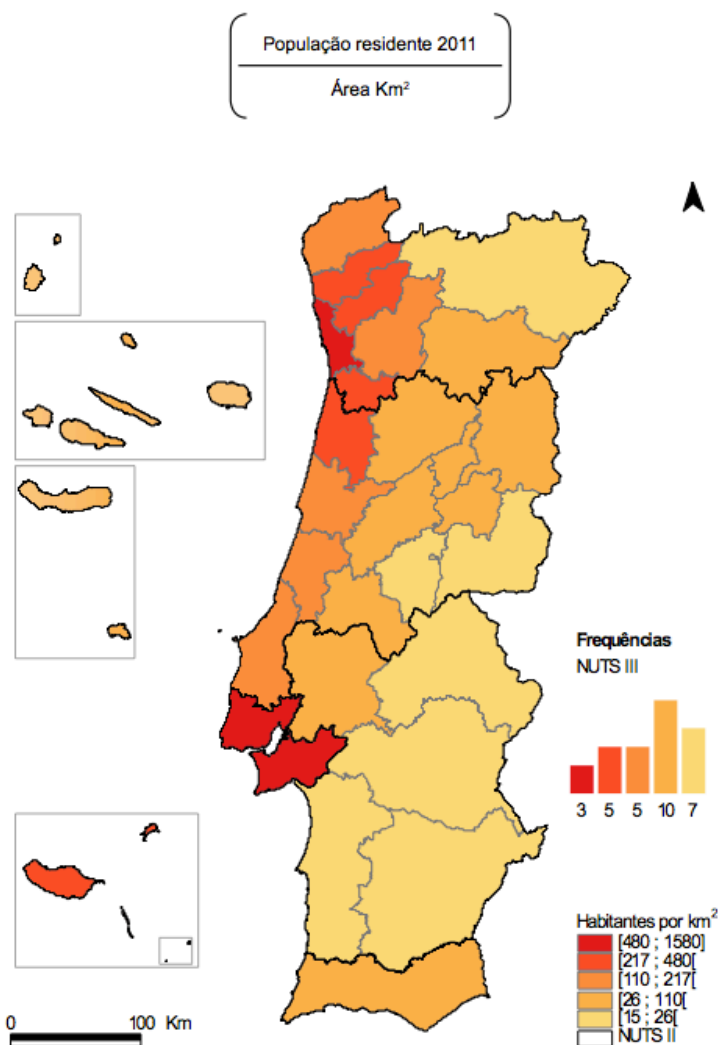 População residente 2011
Área Km²
Frequências
NUTS III
3 5 5 10 7
Habitantes por km²
[480 ; 1580]
[217 ; 480[
[110 ; 217[
[26 ; 110[
[15 ; 26[
NUTS II
0 100 Km